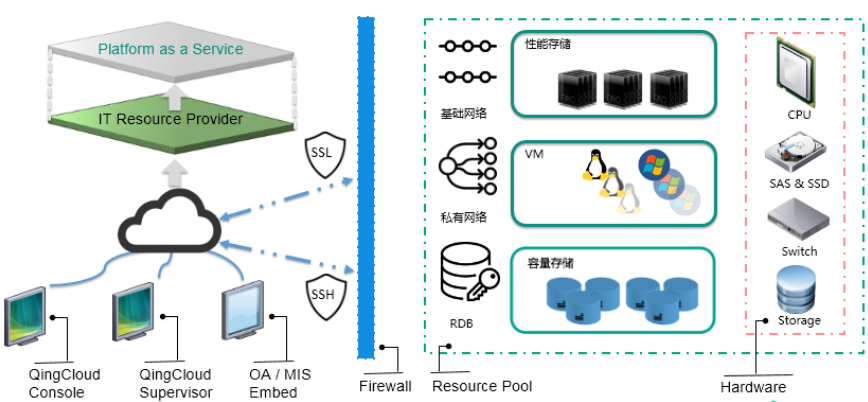 Platform as a Service
IT Resource Provider
SSL
SSH
QingCloud
Console
QingCloud
Supervisor
OA / MIS
Embed
Firewall
基础网络
私有网络
RDB
性能存储
VM
容量存储
Resource Pool
CPU
SAS & SSD
Switch
Storage
Hardware